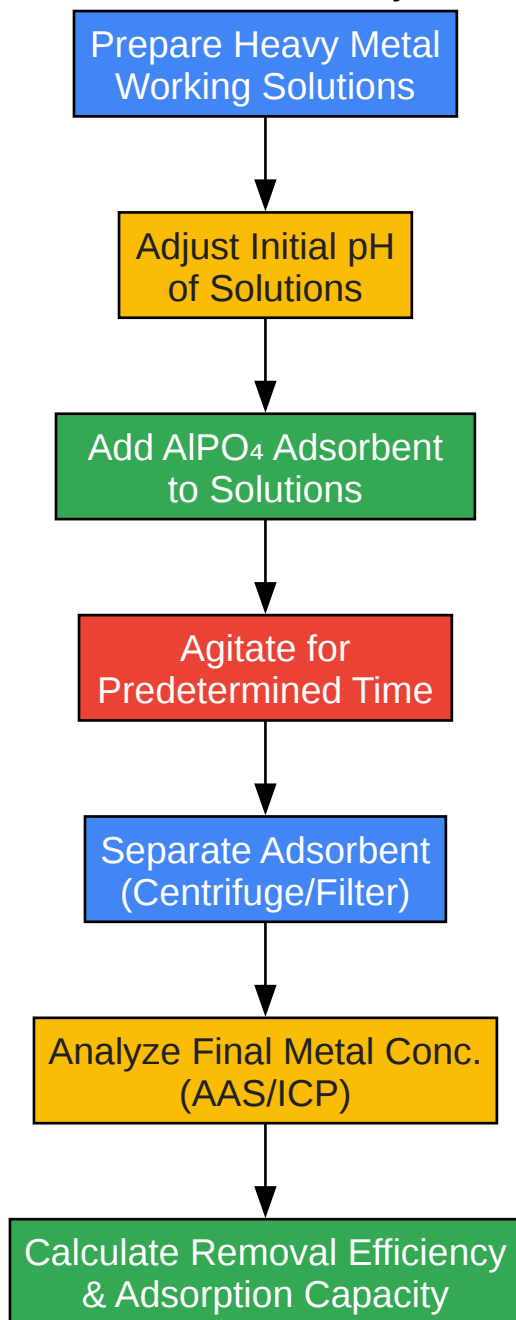 Prepare Heavy Metal
Working Solutions
Adjust Initial pH
of Solutions
Add AlPO₄ Adsorbent
to Solutions
Agitate for
Predetermined Time
Separate Adsorbent
(Centrifuge/Filter)
Analyze Final Metal Conc.
(AAS/ICP)
Calculate Removal Efficiency
& Adsorption Capacity